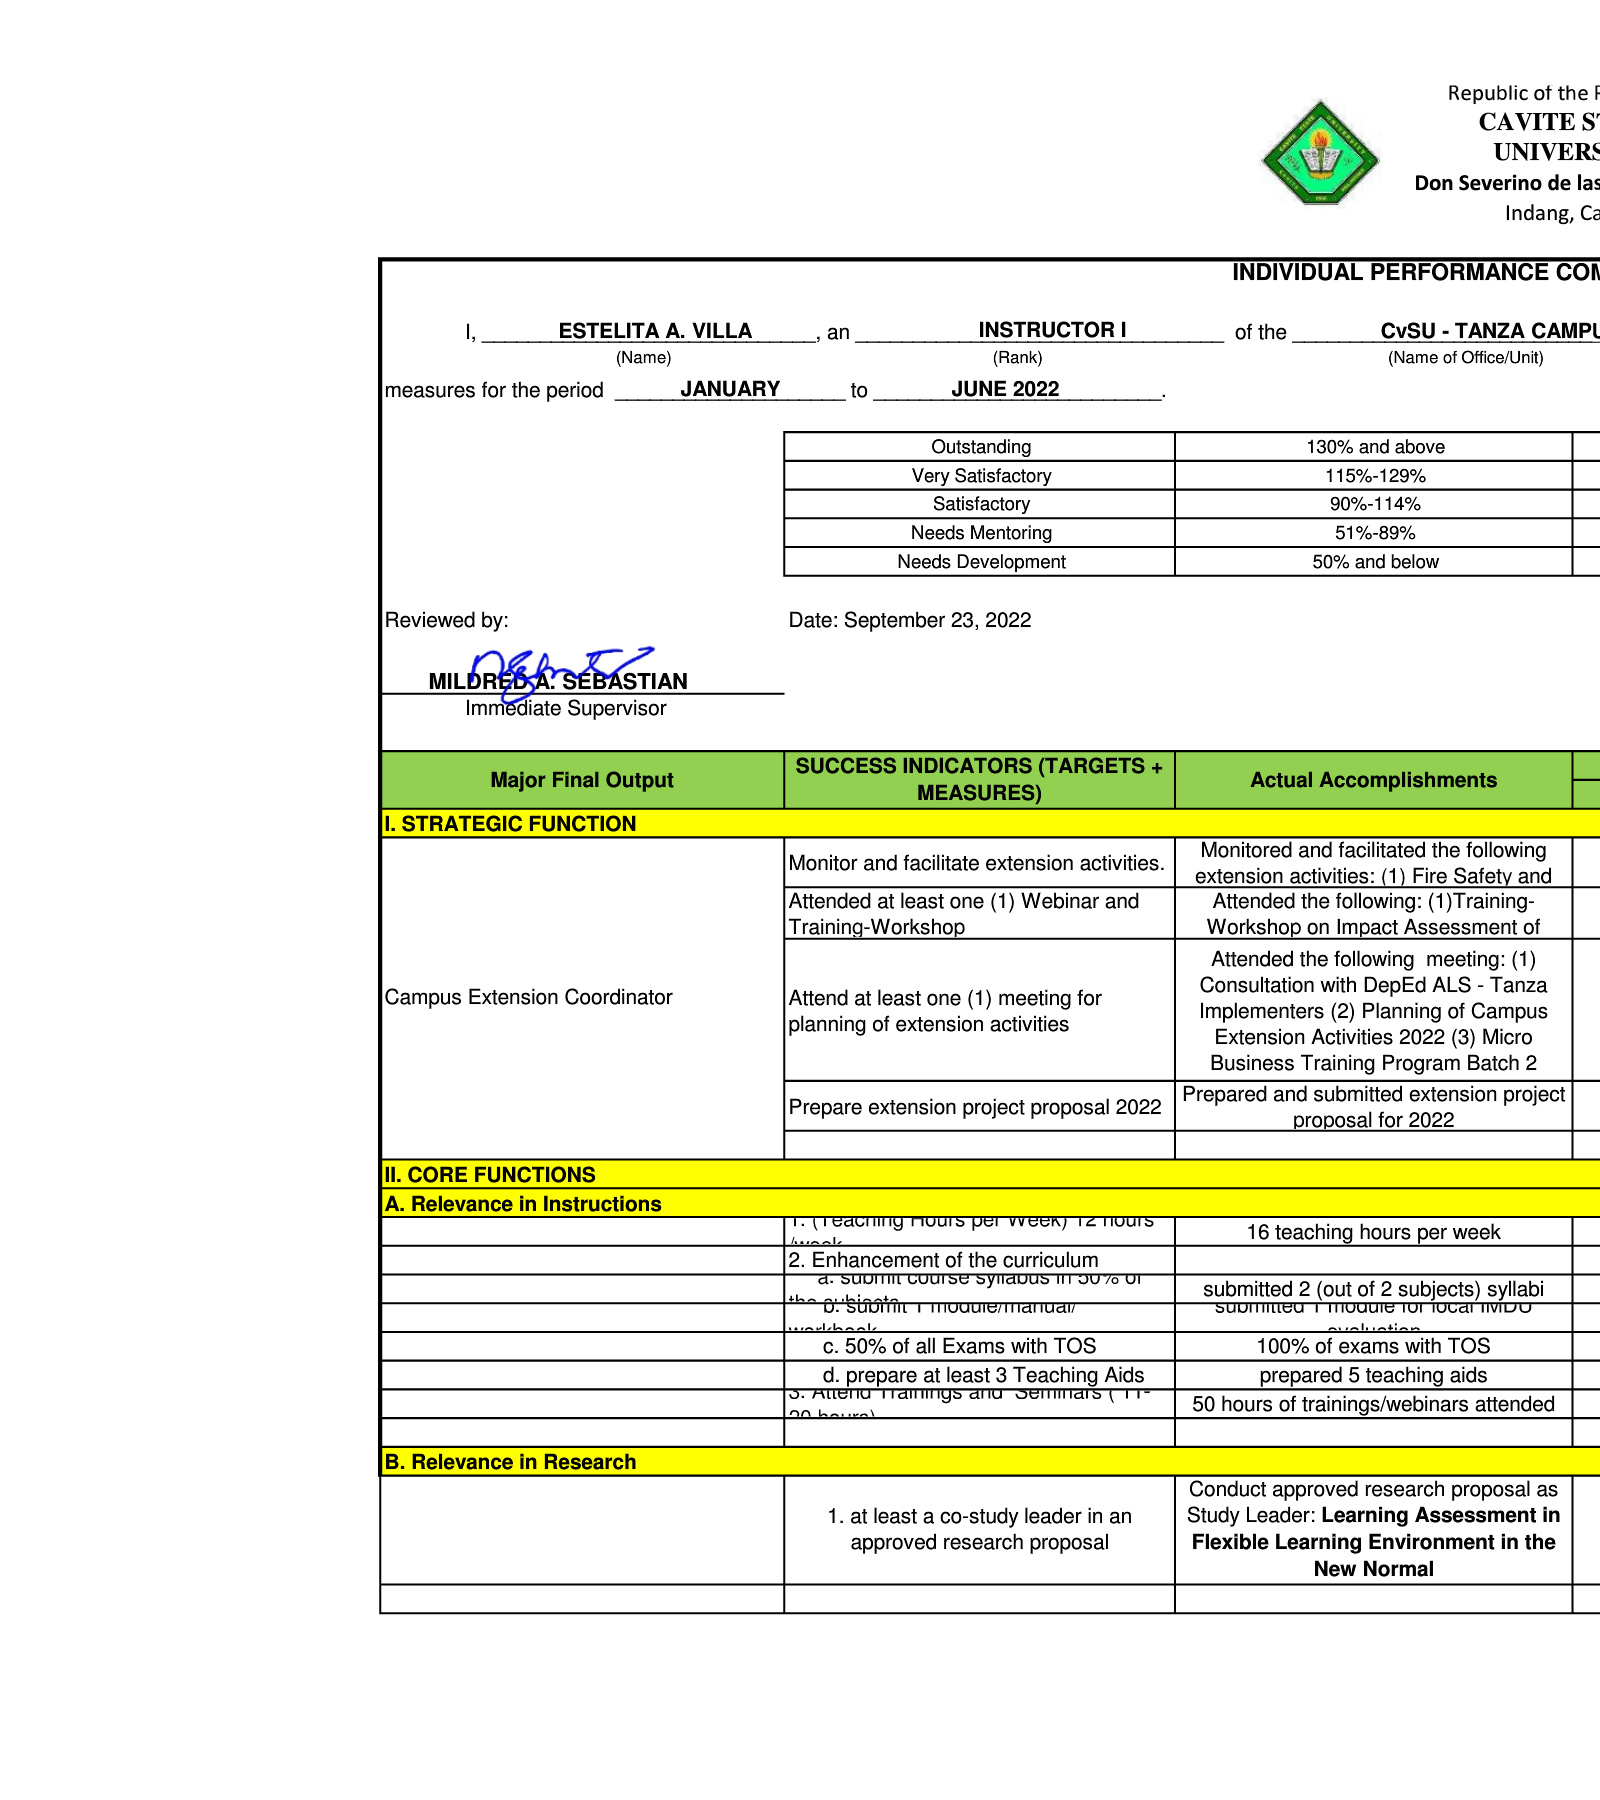 Republic of the
CAVITE
Don Severino de las
Indang,
INDIVIDUAL PERFORMANCE
I, ESTELITA A. VILLA, an INSTRUCTOR I of the CvSU - TANZA
(Name) (Rank) (Name of Office/Unit)
measures for the period JANUARY to JUNE 2022.
Outstanding 130% and above
Very Satisfactory 115%-129%
Satisfactory 90%-114%
Needs Mentoring 51%-89%
Needs Development 50% and below
Reviewed by: Date: September 23, 2022
MILDRED A. SEBASTIAN
Immediate Supervisor
Major Final Output
SUCCESS INDICATORS (TARGETS +
MEASURES)
Actual Accomplishments
I. STRATEGIC FUNCTION
Campus Extension Coordinator
Monitor and facilitate extension activities.
Monitored and facilitated the following
extension activities: (1) Fire Safety and
Attended at least one (1) Webinar and
Training-Workshop
Attended the following: (1)Training-
Workshop on Impact Assessment of
Attend at least one (1) meeting for
planning of extension activities
Attended the following meeting: (1)
Consultation with DepEd ALS - Tanza
Implementers (2) Planning of Campus
Extension Activities 2022 (3) Micro
Business Training Program Batch 2
Prepare extension project proposal 2022
Prepared and submitted extension project
proposal for 2022
II. CORE FUNCTIONS
A. Relevance in Instructions
1. (Teaching Hours per Week) 12 hours
/week
16 teaching hours per week
2. Enhancement of the curriculum
a. submit course syllabus in 50% of
the subjects
submitted 2 (out of 2 subjects) syllabi
b. submit 1 module/manual/
workbook
submitted 1 module for local IMDU
evaluation
c. 50% of all Exams with TOS
100% of exams with TOS
d. prepare at least 3 Teaching Aids
prepared 5 teaching aids
3. Attend Trainings and Seminars ( 11-
20 hours)
50 hours of trainings/webinars attended
B. Relevance in Research
1. at least a co-study leader in an
approved research proposal
Conduct approved research proposal as
Study Leader: Learning Assessment in
Flexible Learning Environment in the
New Normal